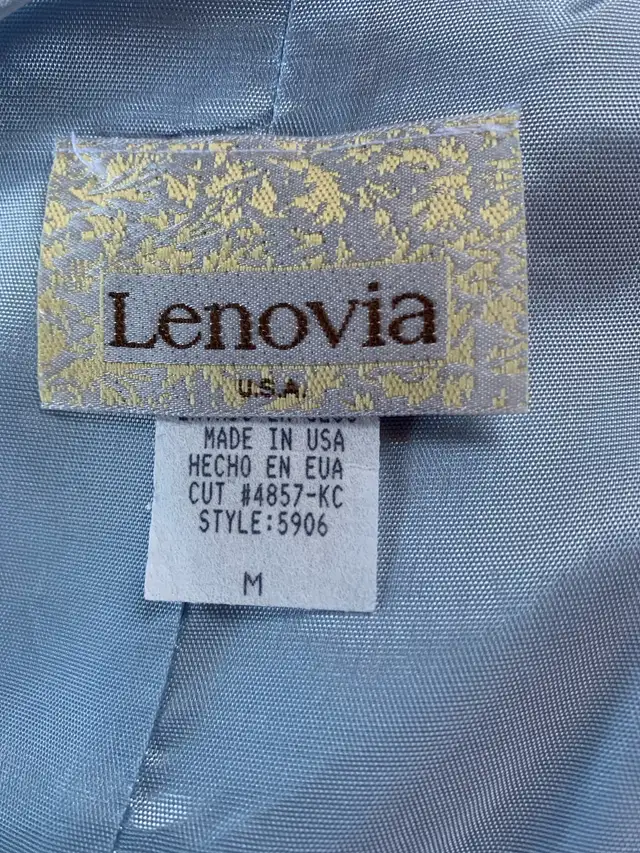 Lenovia
U.S.A.
MADE IN USA
HECHO EN EUA
CUT #4857-KC
STYLE:5906
M